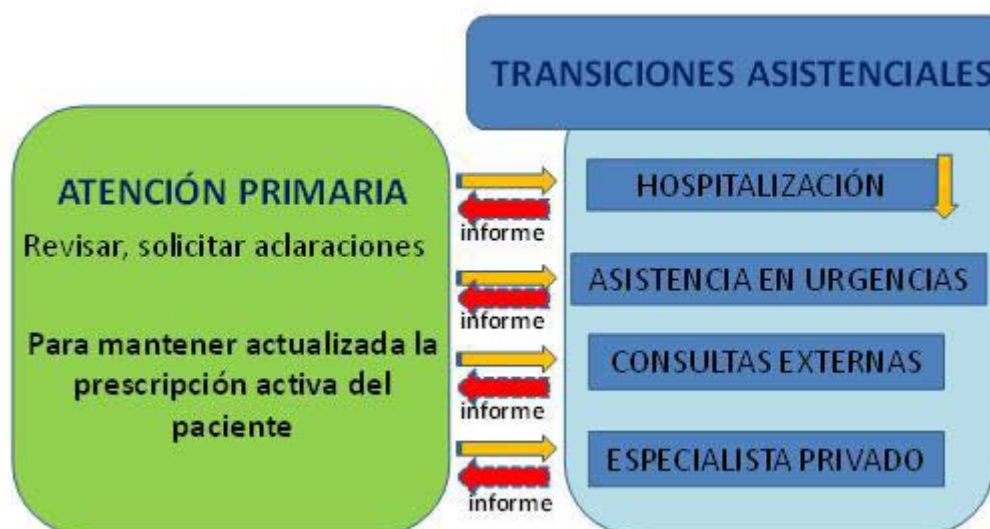 TRANSICIONES ASISTENCIALES
ATENCIÓN PRIMARIA
Revisar, solicitar aclaraciones
Para mantener actualizada la
prescripción activa del
paciente
informe
informe
informe
informe
HOSPITALIZACIÓN
ASISTENCIA EN URGENCIAS
CONSULTAS EXTERNAS
ESPECIALISTA PRIVADO